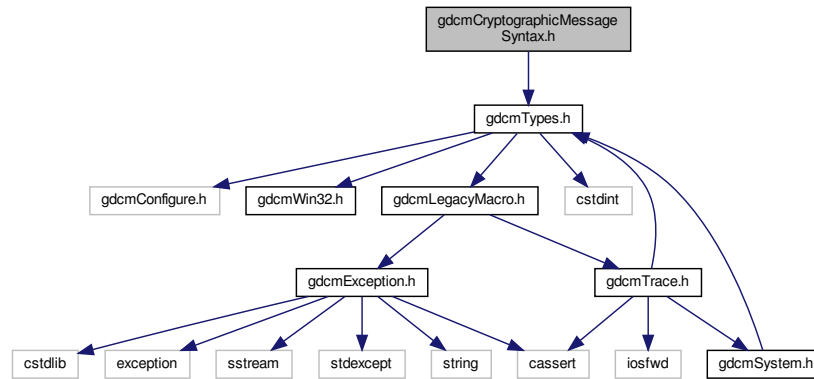 gdcmCryptographicMessage
Syntax.h
gdcmTypes.h
gdcmConfigure.h
gdcmWin32.h
gdcmLegacyMacro.h
cstdint
gdcmException.h
gdcmTrace.h
cstdlib
exception
sstream
stdexcept
string
cassert
iosfwd
gdcmSystem.h